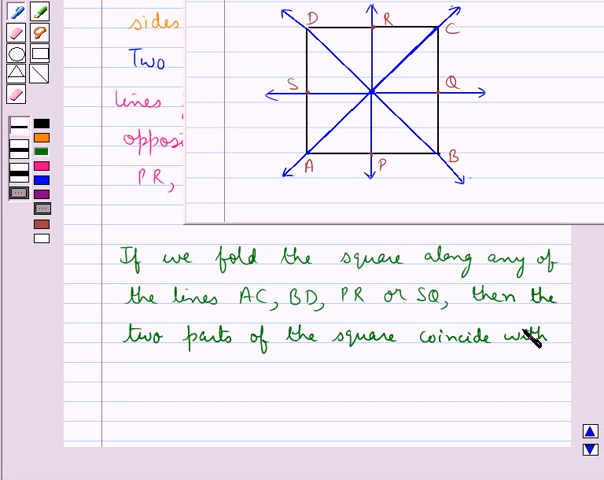 sides
Two
lines
opposi
PR,
D R C
S Q
A P B
If we fold the square along any of
the lines AC, BD, PR or SQ, then the
two parts of the square coincide with